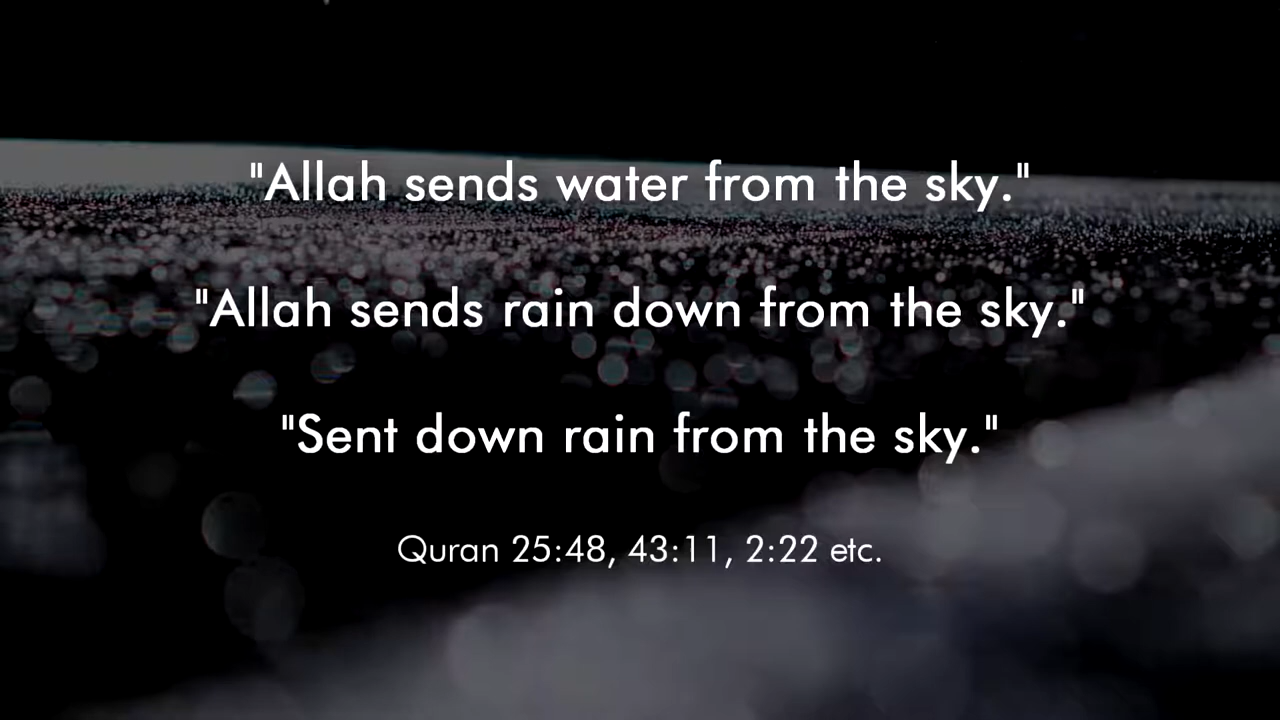 "Allah sends water from the sky."
"Allah sends rain down from the sky."
"Sent down rain from the sky."
Quran 25:48, 43:11, 2:22 etc.